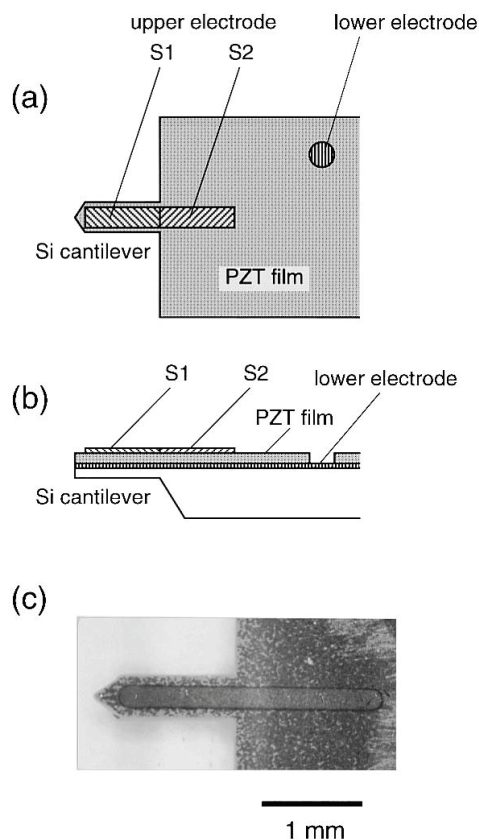 upper electrode
lower electrode
S1
S2
(a)
Si cantilever
PZT film
S1
S2
lower electrode
(b)
PZT film
Si cantilever
(c)
1 mm